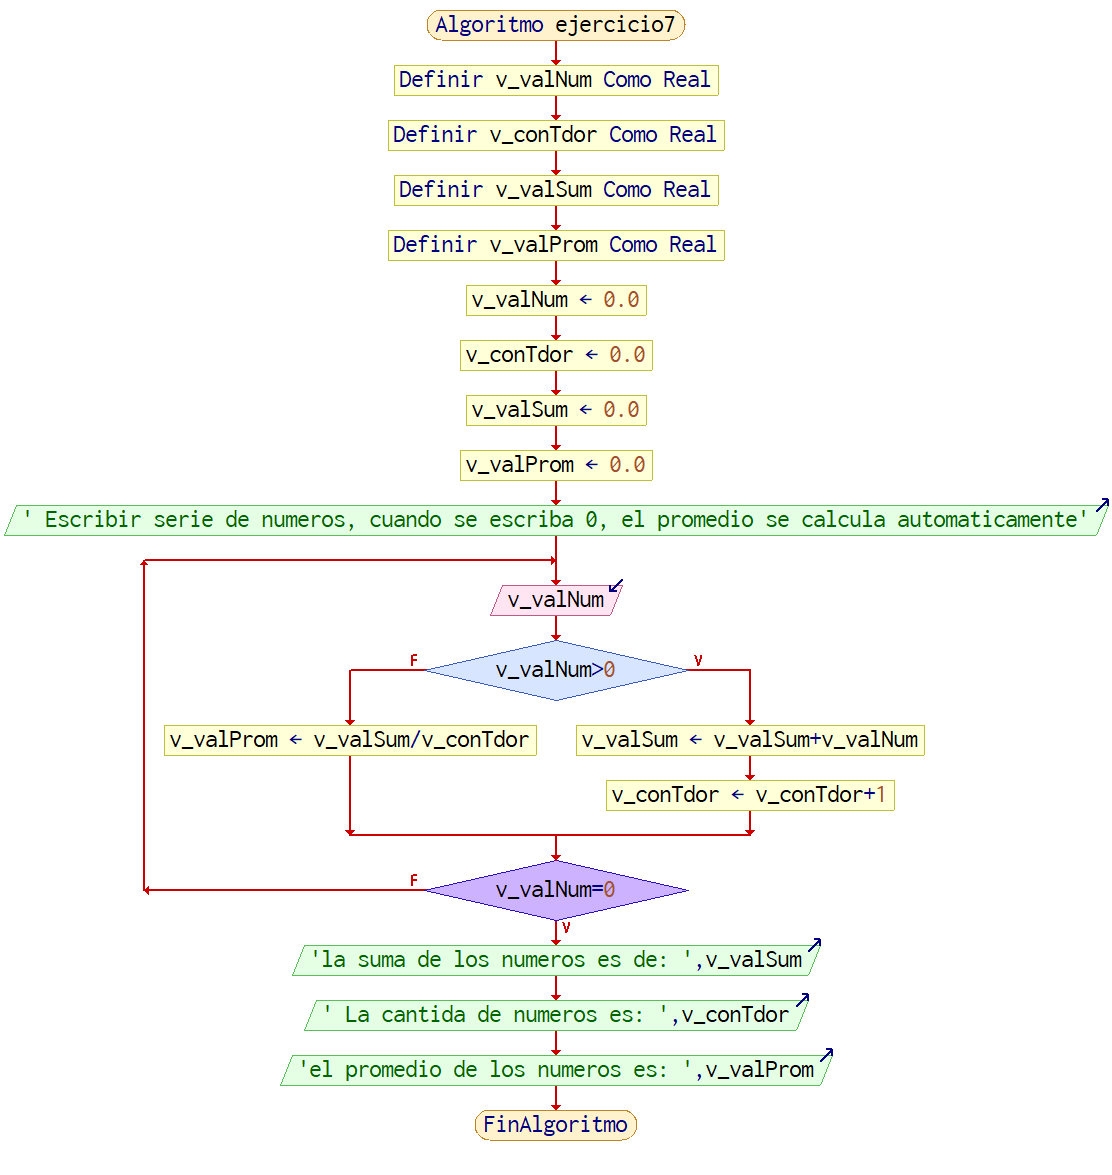 Algoritmo ejercicio7
Definir v_valNum Como Real
Definir v_conTdor Como Real
Definir v_valSum Como Real
Definir v_valProm Como Real
v_valNum ← 0.0
v_conTdor ← 0.0
v_valSum ← 0.0
v_valProm ← 0.0
' Escribir serie de numeros, cuando se escriba 0, el promedio se calcula automaticamente'
v_valNum
F
v_valNum>0
V
v_valProm ← v_valSum/v_conTdor
v_valSum ← v_valSum+v_valNum
v_conTdor ← v_conTdor+1
F
v_valNum=0
V
'la suma de los numeros es de: ',v_valSum
' La cantida de numeros es: ',v_conTdor
'el promedio de los numeros es: ',v_valProm
FinAlgoritmo